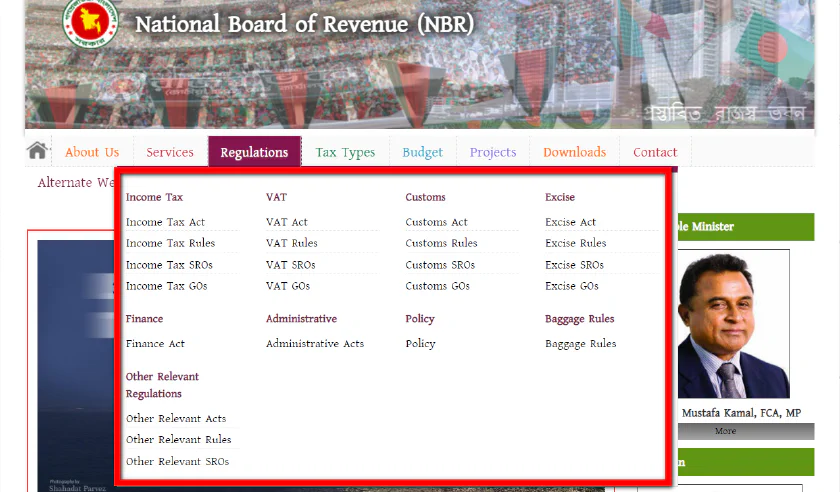 National Board of Revenue (NBR)
প্রস্তাবিত রাজস্ব ভবন
About Us Services Regulations Tax Types Budget Projects Downloads Contact
Alternate We
Income Tax VAT Customs Excise
Income Tax Act VAT Act Customs Act Excise Act
Income Tax Rules VAT Rules Customs Rules Excise Rules
Income Tax SROs VAT SROs Customs SROs Excise SROs
Income Tax GOs VAT GOs Customs GOs Excise GOs
Finance Administrative Policy Baggage Rules
Finance Act Administrative Acts Policy Baggage Rules
Other Relevant
Regulations
Other Relevant Acts
Other Relevant Rules
Other Relevant SROs
le Minister
Mustafa Kamal, FCA, MP
More
n
Photography by
Shahadat Parvez